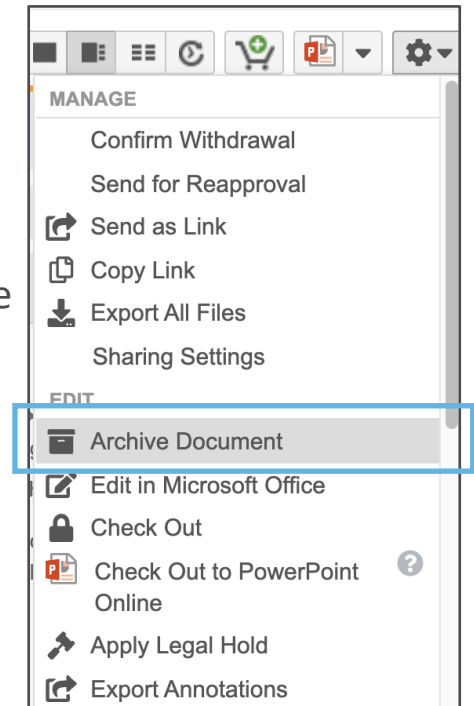 MANAGE
Confirm Withdrawal
Send for Reapproval
Send as Link
Copy Link
e
Export All Files
Sharing Settings
EDIT
Archive Document
Edit in Microsoft Office
Check Out
Check Out to PowerPoint
Online
Apply Legal Hold
Export Annotations